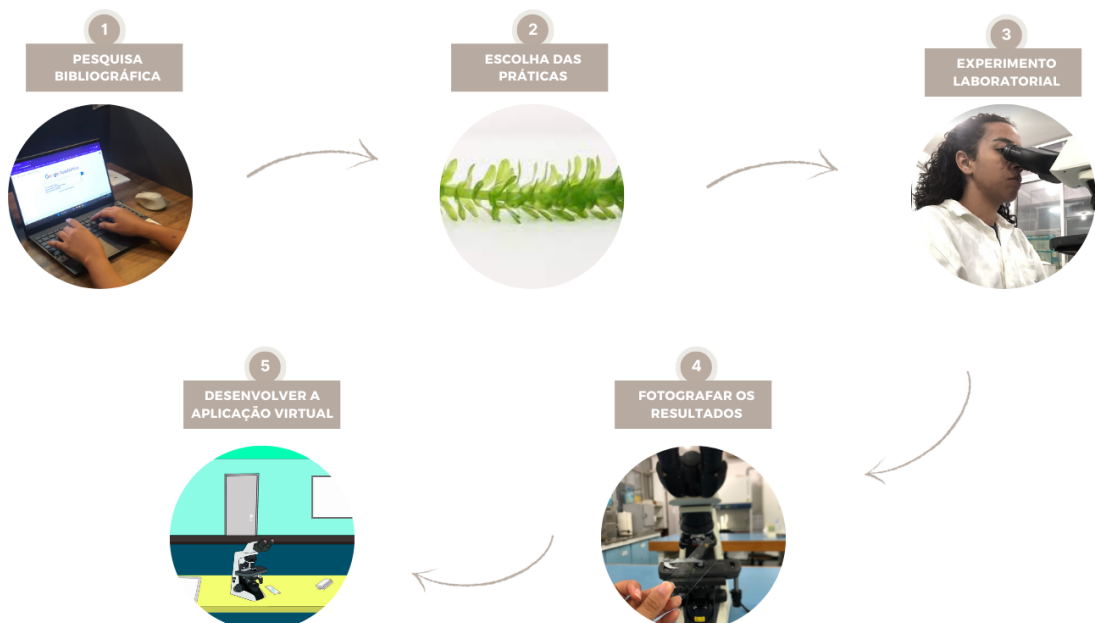 1
PESQUISA
BIBLIOGRÁFICA
2
ESCOLHA DAS
PRÁTICAS
3
EXPERIMENTO
LABORATORIAL
4
FOTOGRAFAR OS
RESULTADOS
5
DESENVOLVER A
APLICAÇÃO VIRTUAL